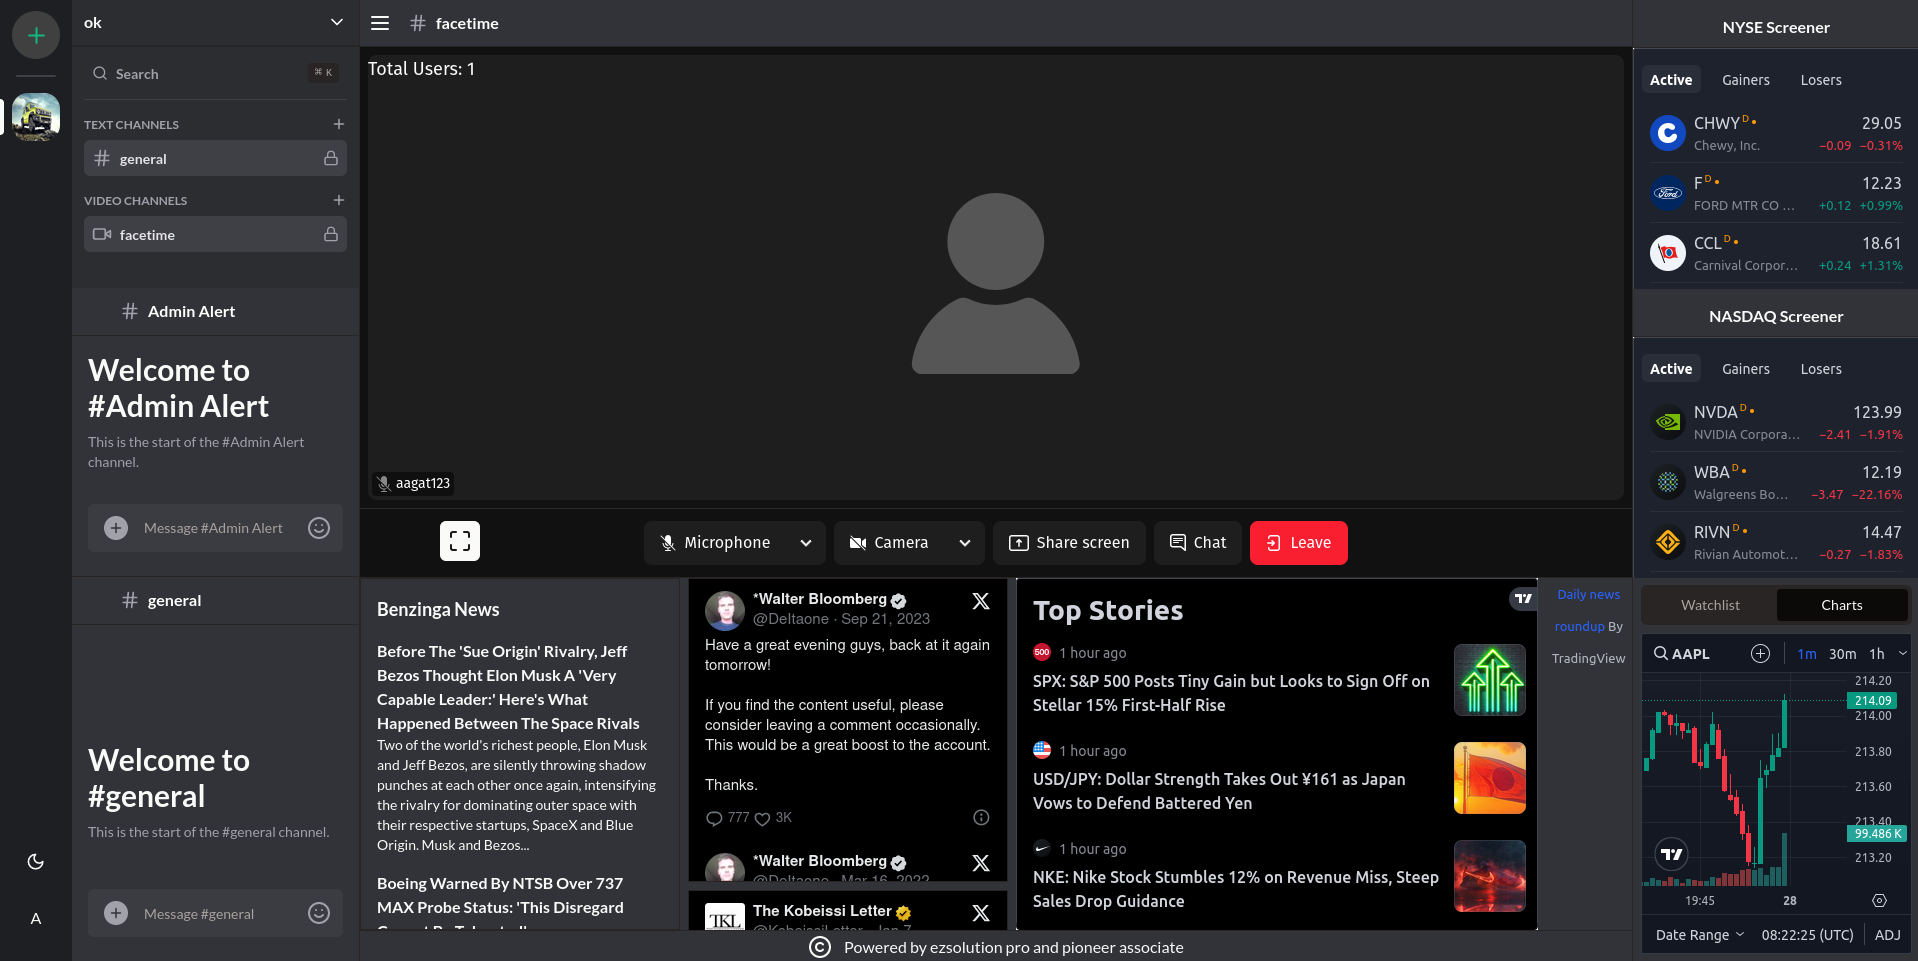 ok
Search
⌘ K
TEXT CHANNELS
general
VIDEO CHANNELS
facetime
# Admin Alert
Welcome to
#Admin Alert
This is the start of the #Admin Alert
channel.
Message #Admin Alert
# general
Welcome to
#general
This is the start of the #general channel.
Message #general
A
# facetime
Total Users: 1
aagat123
Microphone
Camera
Share screen
Chat
Leave
Benzinga News
Before The 'Sue Origin' Rivalry, Jeff
Bezos Thought Elon Musk A 'Very
Capable Leader:' Here's What
Happened Between The Space Rivals
Two of the world's richest people, Elon Musk
and Jeff Bezos, are silently throwing shadow
punches at each other once again, intensifying
the rivalry for dominating outer space with
their respective startups, SpaceX and Blue
Origin. Musk and Bezos...
Boeing Warned By NTSB Over 737
MAX Probe Status: 'This Disregard
*Walter Bloomberg
@Deltaone · Sep 21, 2023
Have a great evening guys, back at it again
tomorrow!
If you find the content useful, please
consider leaving a comment occasionally.
This would be a great boost to the account.
Thanks.
777 3K
*Walter Bloomberg
@Deltaone · Mar 16, 2022
TKL
The Kobeissi Letter
@KobeissiLetter · Jan 7
Top Stories
500
1 hour ago
SPX: S&P 500 Posts Tiny Gain but Looks to Sign Off on
Stellar 15% First-Half Rise
1 hour ago
USD/JPY: Dollar Strength Takes Out ¥161 as Japan
Vows to Defend Battered Yen
1 hour ago
NKE: Nike Stock Stumbles 12% on Revenue Miss, Steep
Sales Drop Guidance
Daily news
roundup By
TradingView
Powered by ezsolution pro and pioneer associate
NYSE Screener
Active Gainers Losers
CHWY D 29.05
Chewy, Inc. −0.09 −0.31%
F D 12.23
FORD MTR CO ... +0.12 +0.99%
CCL D 18.61
Carnival Corpor... +0.24 +1.31%
NASDAQ Screener
Active Gainers Losers
NVDA D 123.99
NVIDIA Corpora... −2.41 −1.91%
WBA D 12.19
Walgreens Bo... −3.47 −22.16%
RIVN D 14.47
Rivian Automot... −0.27 −1.83%
Watchlist Charts
AAPL 1m 30m 1h
214.20
214.09
214.00
213.80
213.60
213.40
99.486 K
213.20
19:45 28
Date Range 08:22:25 (UTC) ADJ